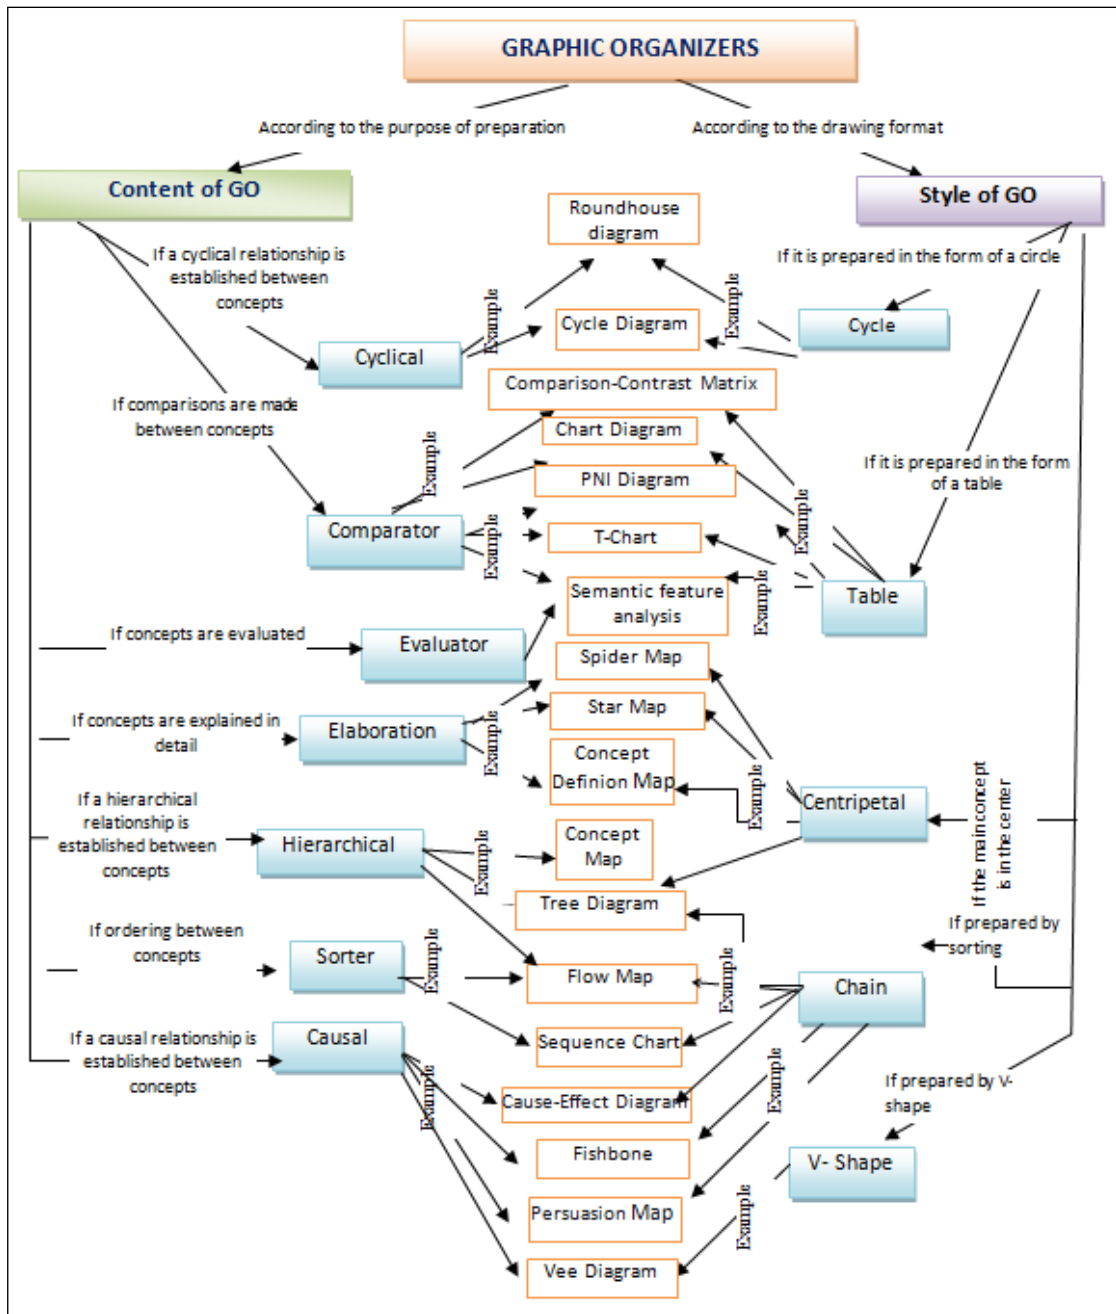 GRAPHIC ORGANIZERS
According to the purpose of preparation
According to the drawing format
Content of GO
Style of GO
Roundhouse
diagram
If a cyclical relationship is
established between
concepts
If it is prepared in the form of a circle
Example
Example
Cycle Diagram
Cycle
Cyclical
Comparison-Contrast Matrix
If comparisons are made
between concepts
Chart Diagram
Example
If it is prepared in the form
of a table
PNI Diagram
Example
Comparator
T-Chart
Example
Example
Semantic feature
analysis
Table
If concepts are evaluated
Evaluator
Spider Map
If concepts are explained in
detail
Elaboration
Example
Star Map
Concept
Definion Map
Example
Centripetal
If the main concept
is in the center
If a hierarchical
relationship is
established between
concepts
Hierarchical
Example
Concept
Map
Tree Diagram
If ordering between
concepts
If prepared by
sorting
Sorter
Example
Flow Map
Example
Chain
If a causal relationship is
established between
concepts
Causal
Sequence Chart
Example
Cause-Effect Diagram
Example
If prepared by V-
shape
Fishbone
V- Shape
Persuasion Map
Example
Vee Diagram